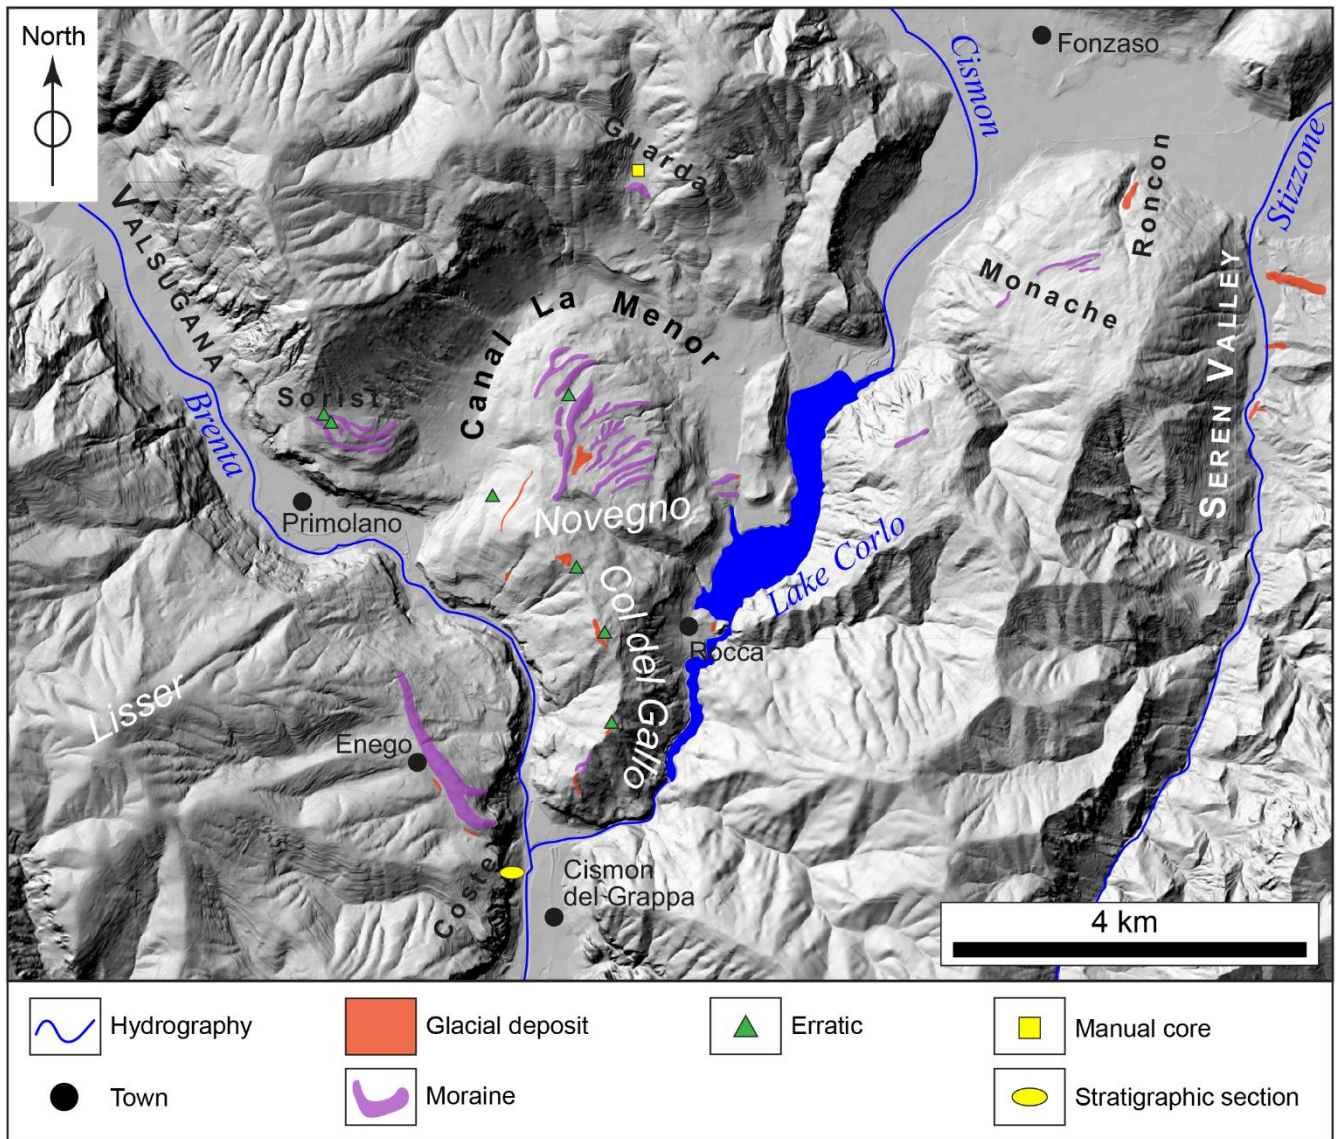 North
Fonzaso
Cismon
Guarda
Roncon
Stizzone
VALSUGANA
Monache
SEREN VALLEY
Canal La Menor
Brenta
Primolano
Novegno
Lake Corlo
Col del Gallo
Rocca
Lisser
Enego
Coste
Cismon
del Grappa
4 km
Hydrography
Glacial deposit
Erratic
Manual core
Town
Moraine
Stratigraphic section